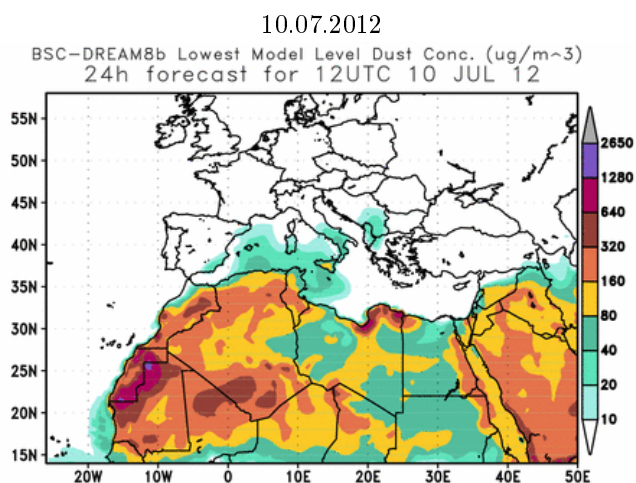 10.07.2012
BSC-DREAM8b Lowest Model Level Dust Conc. (ug/m^3)
24h forecast for 12UTC 10 JUL 12
55N
50N
45N
40N
35N
30N
25N
20N
15N
20W
10W
0
10E
20E
30E
40E
50E
2650
1280
640
320
160
80
40
20
10